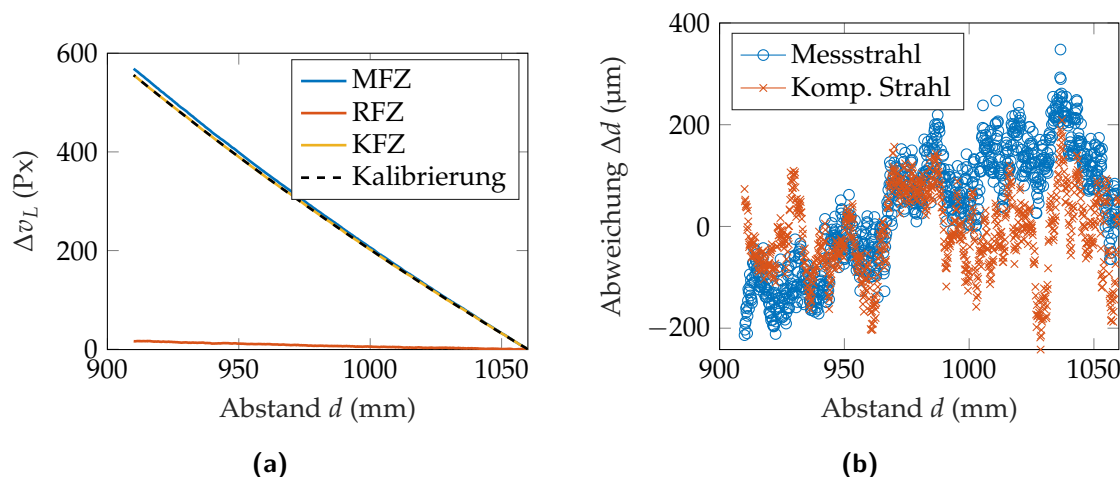 600
400
200
0
900
950
1000
1050
Δv_L (Px)
Abstand d (mm)
MFZ
RFZ
KFZ
Kalibrierung
(a)
400
200
0
−200
900
950
1000
1050
Abweichung Δd (µm)
Abstand d (mm)
Messstrahl
Komp. Strahl
(b)